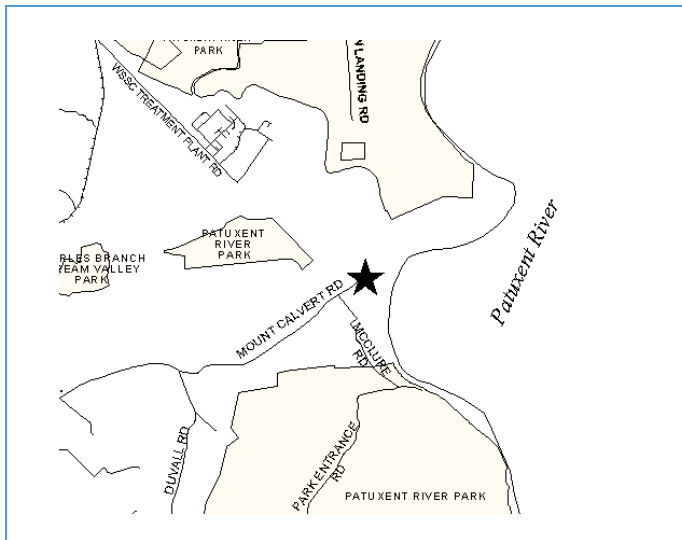 PARK
N LANDING RD
WSSC TREATMENT PLANT RD
PATUXENT
RIVER
PARK
RLES BRANCH
REAM VALLEY
PARK
Patuxent River
MOUNT CALVERT RD
MCCLURE
RD
DUVALL RD
PARK ENTRANCE
RD
PATUXENT RIVER PARK